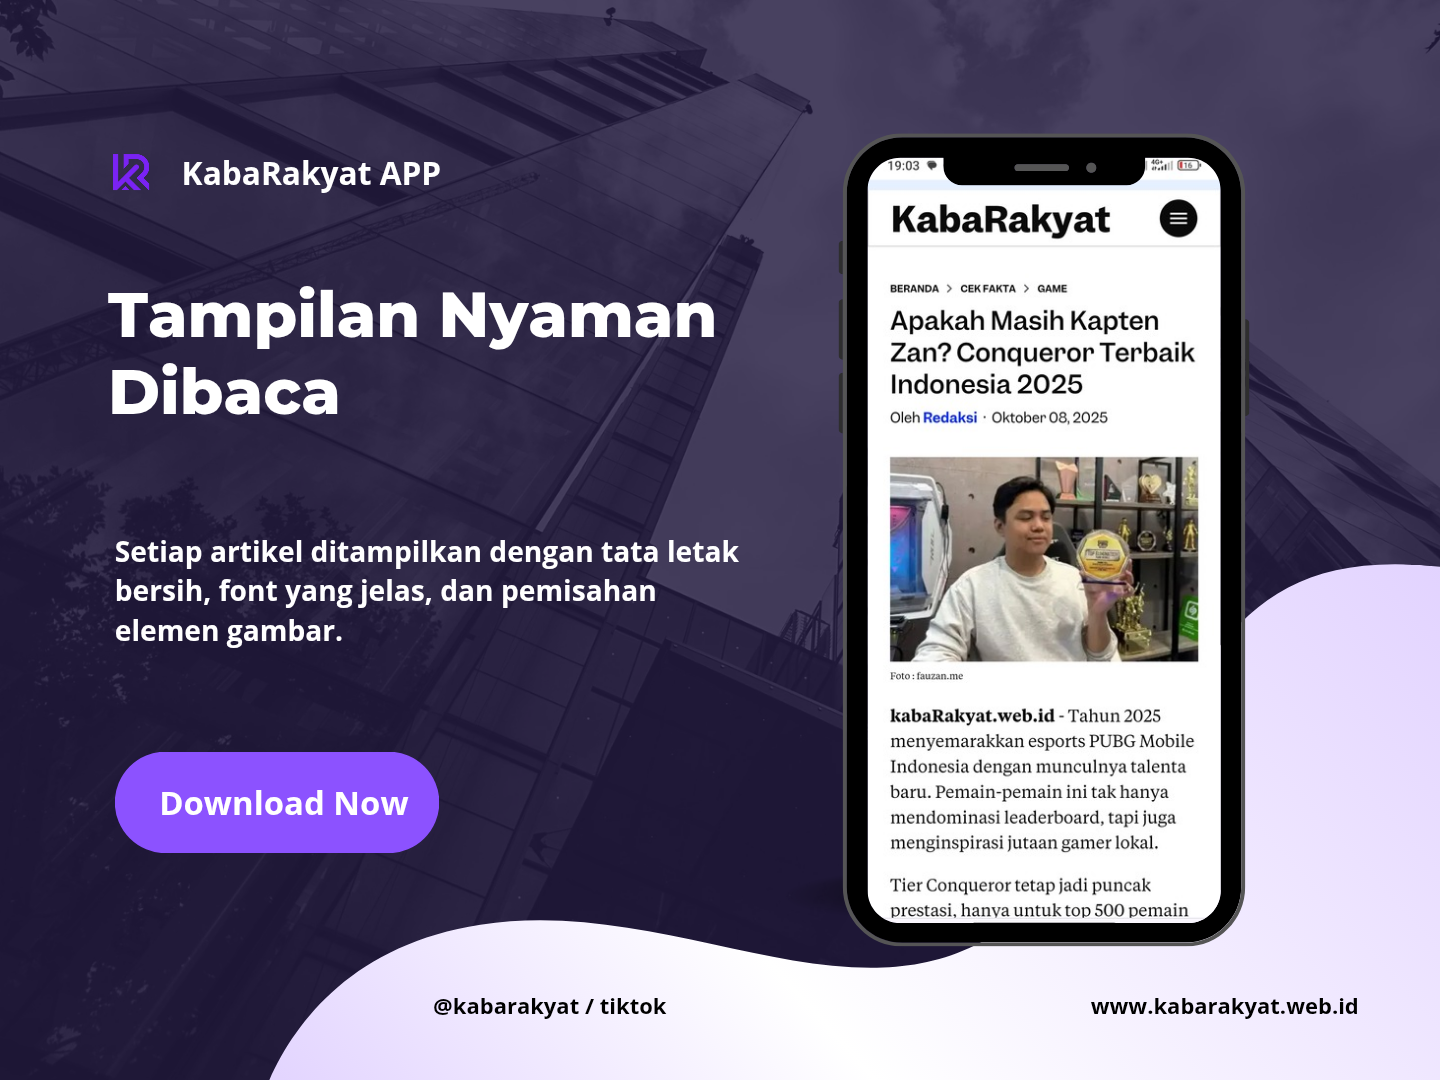 KabaRakyat APP
Tampilan Nyaman
Dibaca
Setiap artikel ditampilkan dengan tata letak
bersih, font yang jelas, dan pemisahan
elemen gambar.
Download Now
19:03
4G+
16
KabaRakyat
BERANDA > CEK FAKTA > GAME
Apakah Masih Kapten
Zan? Conqueror Terbaik
Indonesia 2025
Oleh Redaksi · Oktober 08, 2025
Foto : fauzan.me
kabaRakyat.web.id - Tahun 2025
menyemarakkan esports PUBG Mobile
Indonesia dengan munculnya talenta
baru. Pemain-pemain ini tak hanya
mendominasi leaderboard, tapi juga
menginspirasi jutaan gamer lokal.
Tier Conqueror tetap jadi puncak
prestasi, hanya untuk top 500 pemain
@kabarakyat / tiktok
www.kabarakyat.web.id